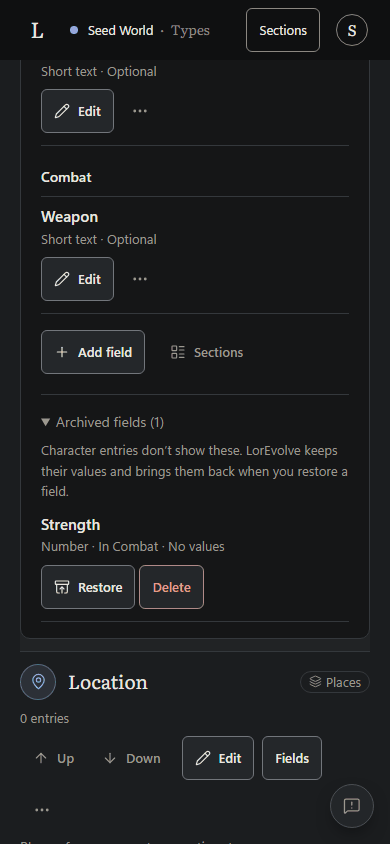 L
Seed World · Types
Sections
S
Short text · Optional
Edit
Combat
Weapon
Short text · Optional
Edit
Add field
Sections
Archived fields (1)
Character entries don't show these. LorEvolve keeps
their values and brings them back when you restore a
field.
Strength
Number · In Combat · No values
Restore
Delete
Location
Places
0 entries
Up
Down
Edit
Fields